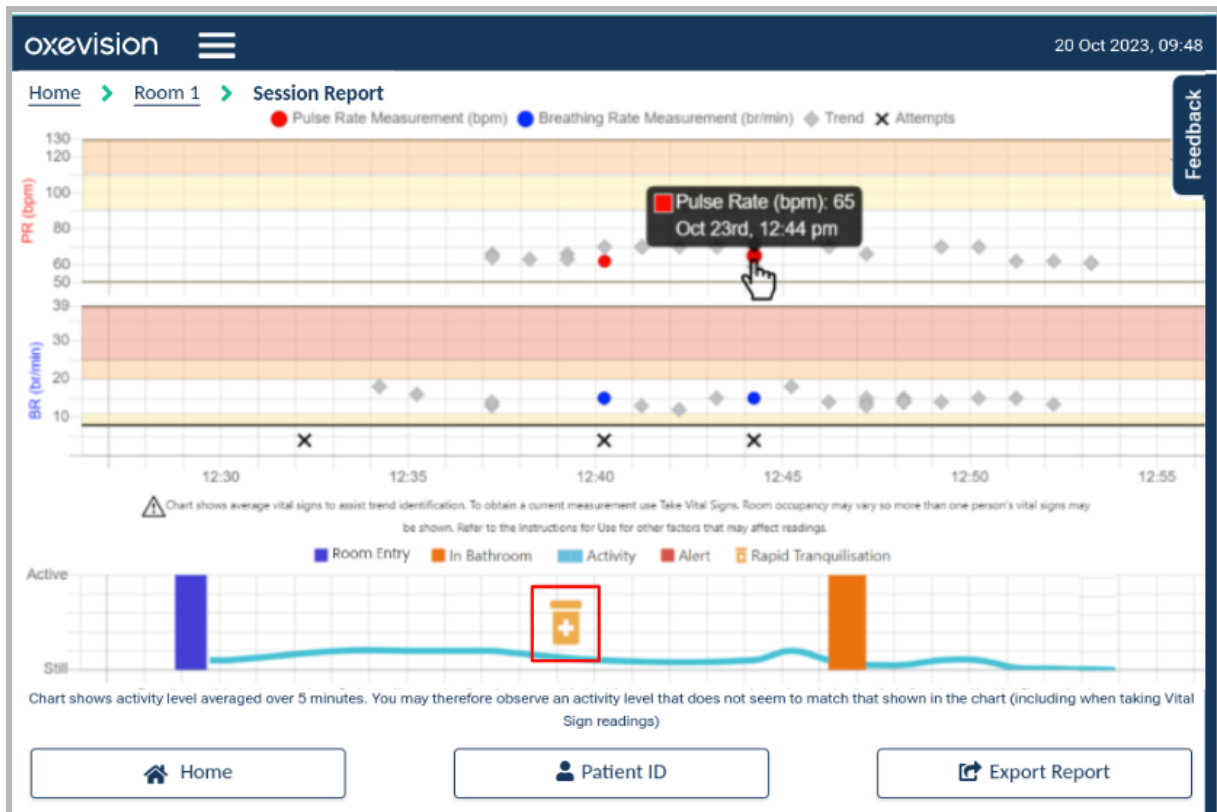 oxevision
20 Oct 2023, 09:48
Home Room 1 Session Report
Feedback
Pulse Rate Measurement (bpm) Breathing Rate Measurement (br/min) Trend Attempts
PR (bpm)
130
120
100
80
60
50
Pulse Rate (bpm): 65
Oct 23rd, 12:44 pm
BR (br/min)
39
30
20
10
12:30 12:35 12:40 12:45 12:50 12:55
Chart shows average vital signs to assist trend identification. To obtain a current measurement use Take Vital Signs. Room occupancy may vary so more than one person's vital signs may
be shown. Refer to the Instructions for Use for other factors that may affect readings.
Room Entry In Bathroom Activity Alert Rapid Tranquilisation
Active
Still
Chart shows activity level averaged over 5 minutes. You may therefore observe an activity level that does not seem to match that shown in the chart (including when taking Vital
Sign readings)
Home Patient ID Export Report